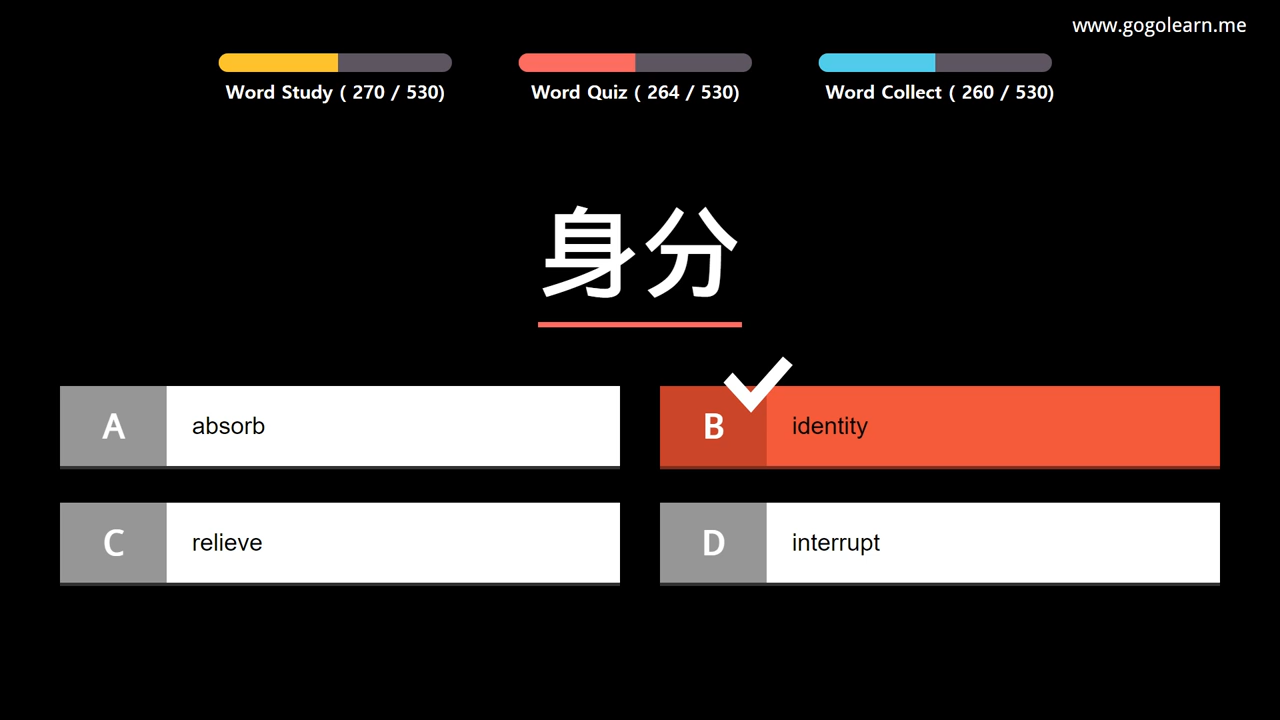 www.gogolearn.me
Word Study ( 270 / 530)
Word Quiz ( 264 / 530)
Word Collect ( 260 / 530)
身分
A absorb
B identity
C relieve
D interrupt